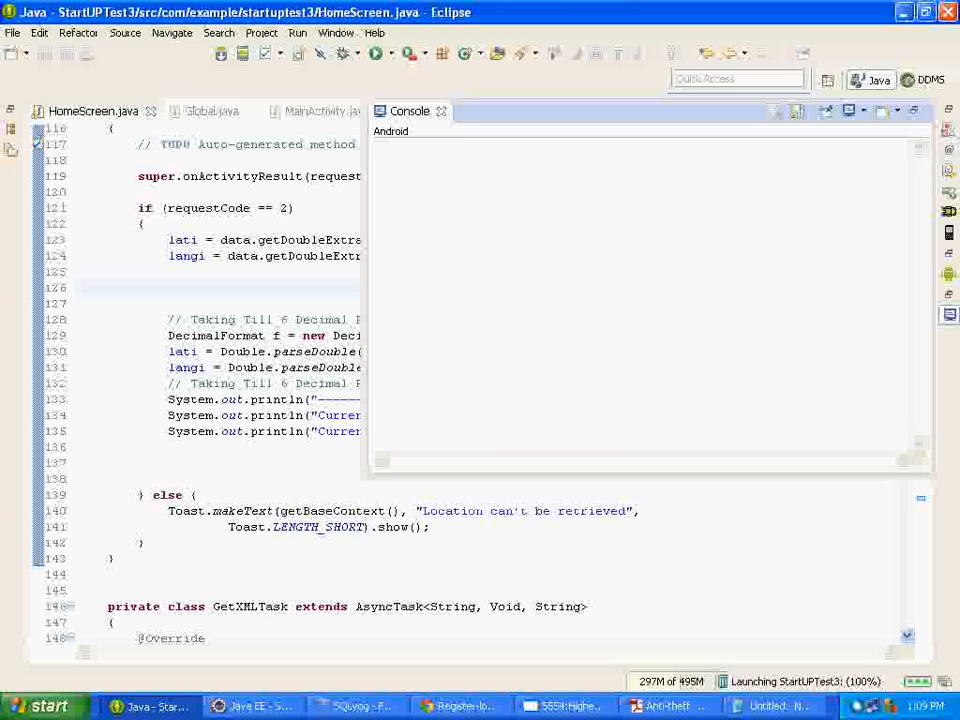 Java - StartUPTest3/src/com/example/startuptest3/HomeScreen.java - Eclipse
File Edit Refactor Source Navigate Search Project Run Window Help
Quick Access
Java
DDMS
HomeScreen.java
Global.java
MainActivity.jav
Console
Android
116 {
117 // TODO Auto-generated method
118
119 super.onActivityResult(request
120
121 if (requestCode == 2)
122 {
123 lati = data.getDoubleExtra
124 langi = data.getDoubleExtr
125
126
127
128 // Taking Till 6 Decimal P
129 DecimalFormat f = new Deci
130 lati = Double.parseDouble(
131 langi = Double.parseDouble
132 // Taking Till 6 Decimal P
133 System.out.println("------
134 System.out.println("Curren
135 System.out.println("Curren
136
137
138
139 } else {
140 Toast.makeText(getBaseContext(), "Location can't be retrieved",
141 Toast.LENGTH_SHORT).show();
142 }
143 }
144
145
146 private class GetXMLTask extends AsyncTask<String, Void, String>
147 {
148 @Override
297M of 495M
Launching StartUPTest3: (100%)
start
Java - Star...
Java EE - S...
SQLyog - F...
Register-lo...
5554:Highe...
Anti-theft ...
Untitled - N...
1:09 PM